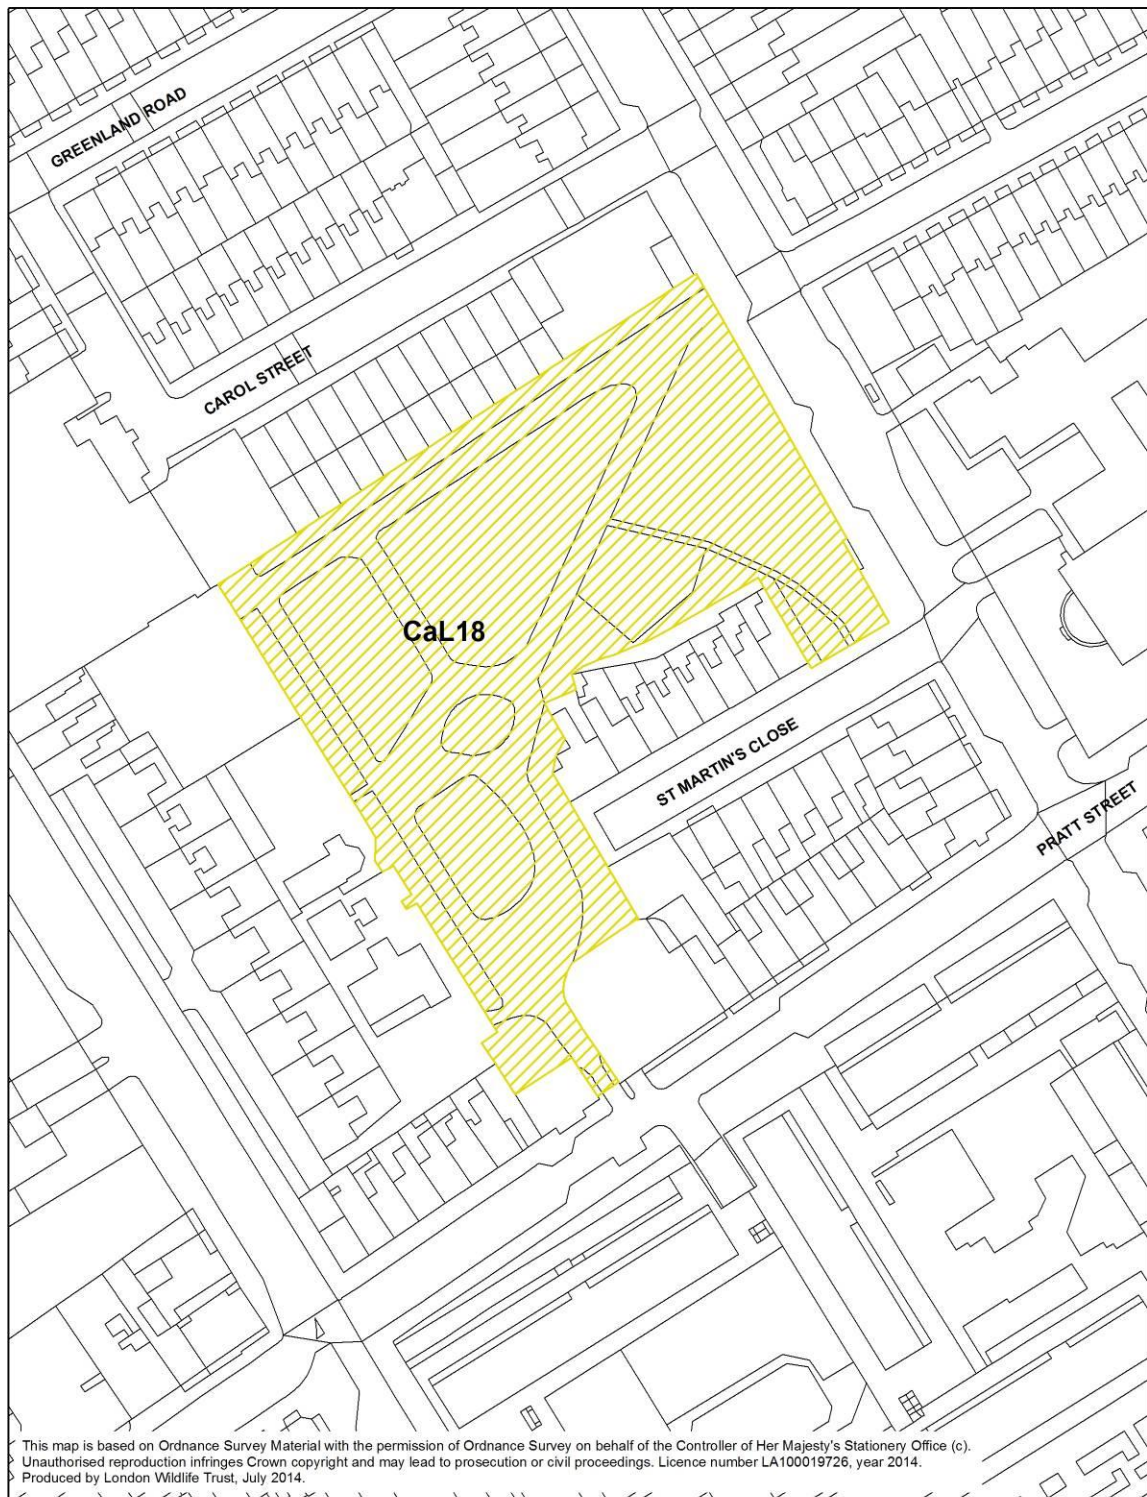 GREENLAND ROAD
CAROL STREET
CaL18
ST MARTIN'S CLOSE
PRATT STREET
This map is based on Ordnance Survey Material with the permission of Ordnance Survey on behalf of the Controller of Her Majesty's Stationery Office (c).
Unauthorised reproduction infringes Crown copyright and may lead to prosecution or civil proceedings. Licence number LA100019726, year 2014.
Produced by London Wildlife Trust, July 2014.